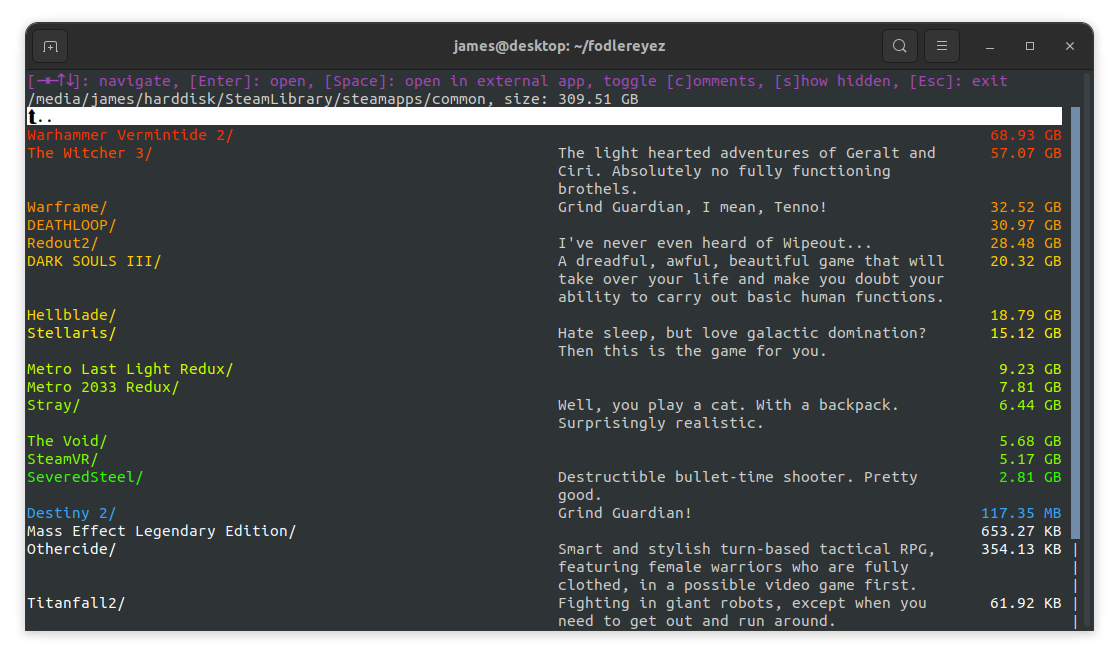 james@desktop: ~/fodlereyez
[→←↑↓]: navigate, [Enter]: open, [Space]: open in external app, toggle [c]omments, [s]how hidden, [Esc]: exit
/media/james/harddisk/SteamLibrary/steamapps/common, size: 309.51 GB
⮬..
Warhammer Vermintide 2/ 68.93 GB
The Witcher 3/ The light hearted adventures of Geralt and 57.07 GB
Ciri. Absolutely no fully functioning
brothels.
Warframe/ Grind Guardian, I mean, Tenno! 32.52 GB
DEATHLOOP/ 30.97 GB
Redout2/ I've never even heard of Wipeout... 28.48 GB
DARK SOULS III/ A dreadful, awful, beautiful game that will 20.32 GB
take over your life and make you doubt your
ability to carry out basic human functions.
Hellblade/ 18.79 GB
Stellaris/ Hate sleep, but love galactic domination? 15.12 GB
Then this is the game for you.
Metro Last Light Redux/ 9.23 GB
Metro 2033 Redux/ 7.81 GB
Stray/ Well, you play a cat. With a backpack. 6.44 GB
Surprisingly realistic.
The Void/ 5.68 GB
SteamVR/ 5.17 GB
SeveredSteel/ Destructible bullet-time shooter. Pretty 2.81 GB
good.
Destiny 2/ Grind Guardian! 117.35 MB
Mass Effect Legendary Edition/ 653.27 KB
Othercide/ Smart and stylish turn-based tactical RPG, 354.13 KB
featuring female warriors who are fully
clothed, in a possible video game first.
Titanfall2/ Fighting in giant robots, except when you 61.92 KB
need to get out and run around.